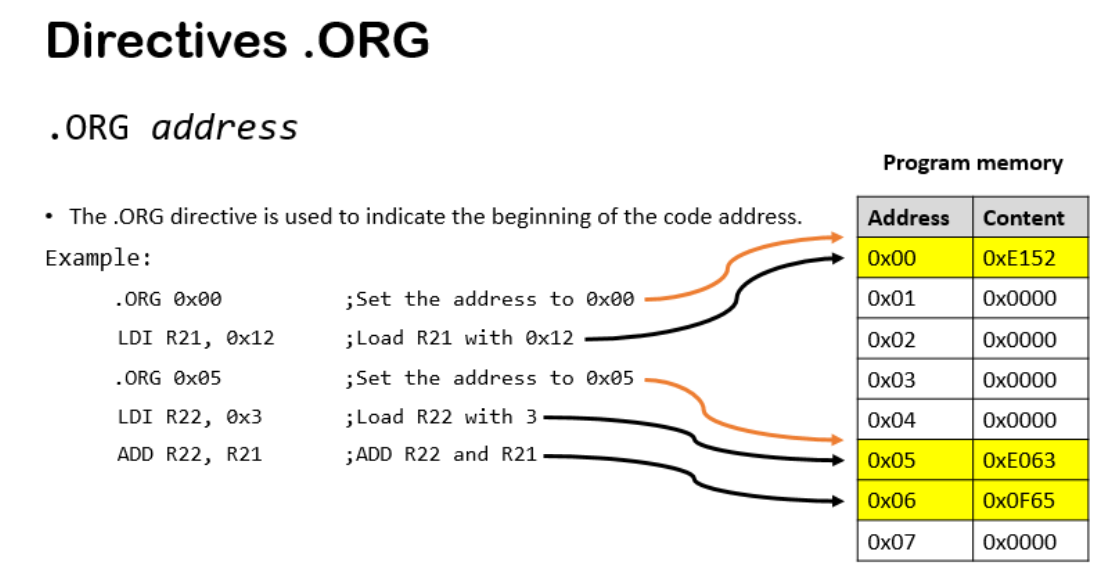 Directives .ORG
.ORG address
Program memory
• The .ORG directive is used to indicate the beginning of the code address.
Example:
.ORG 0x00 ;Set the address to 0x00
LDI R21, 0x12 ;Load R21 with 0x12
.ORG 0x05 ;Set the address to 0x05
LDI R22, 0x3 ;Load R22 with 3
ADD R22, R21 ;ADD R22 and R21
Address Content
0x00 0xE152
0x01 0x0000
0x02 0x0000
0x03 0x0000
0x04 0x0000
0x05 0xE063
0x06 0x0F65
0x07 0x0000